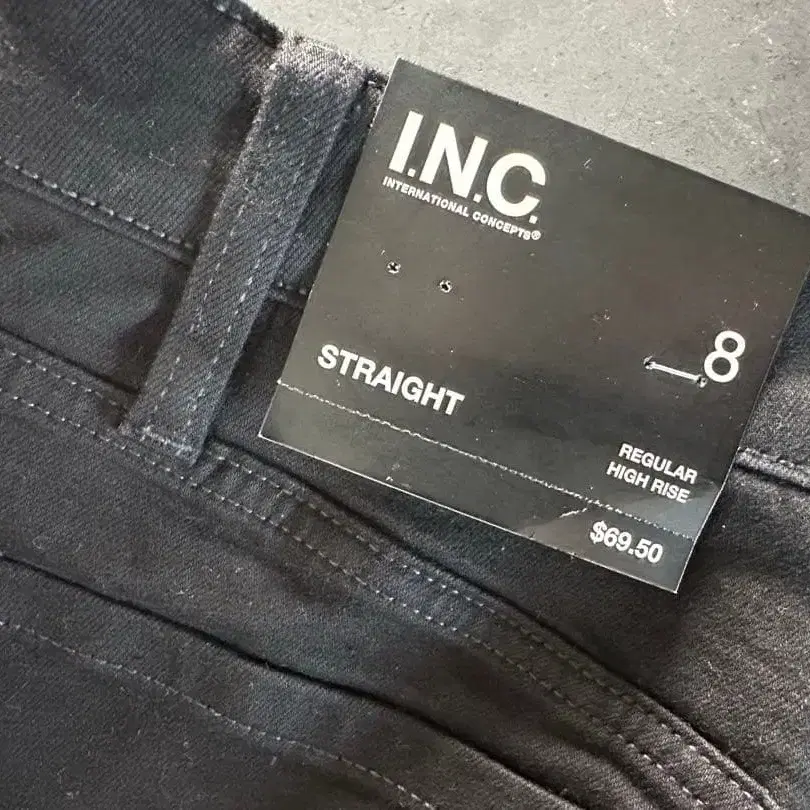 I.N.C.
INTERNATIONAL CONCEPTS®
8
STRAIGHT
REGULAR
HIGH RISE
$69.50